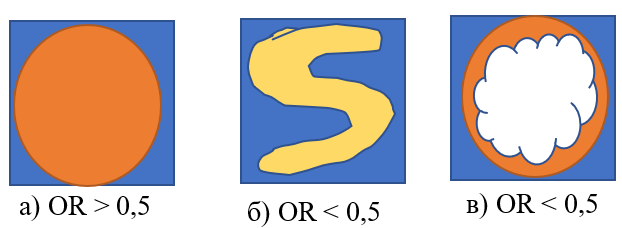 а) OR > 0,5
б) OR < 0,5
в) OR < 0,5